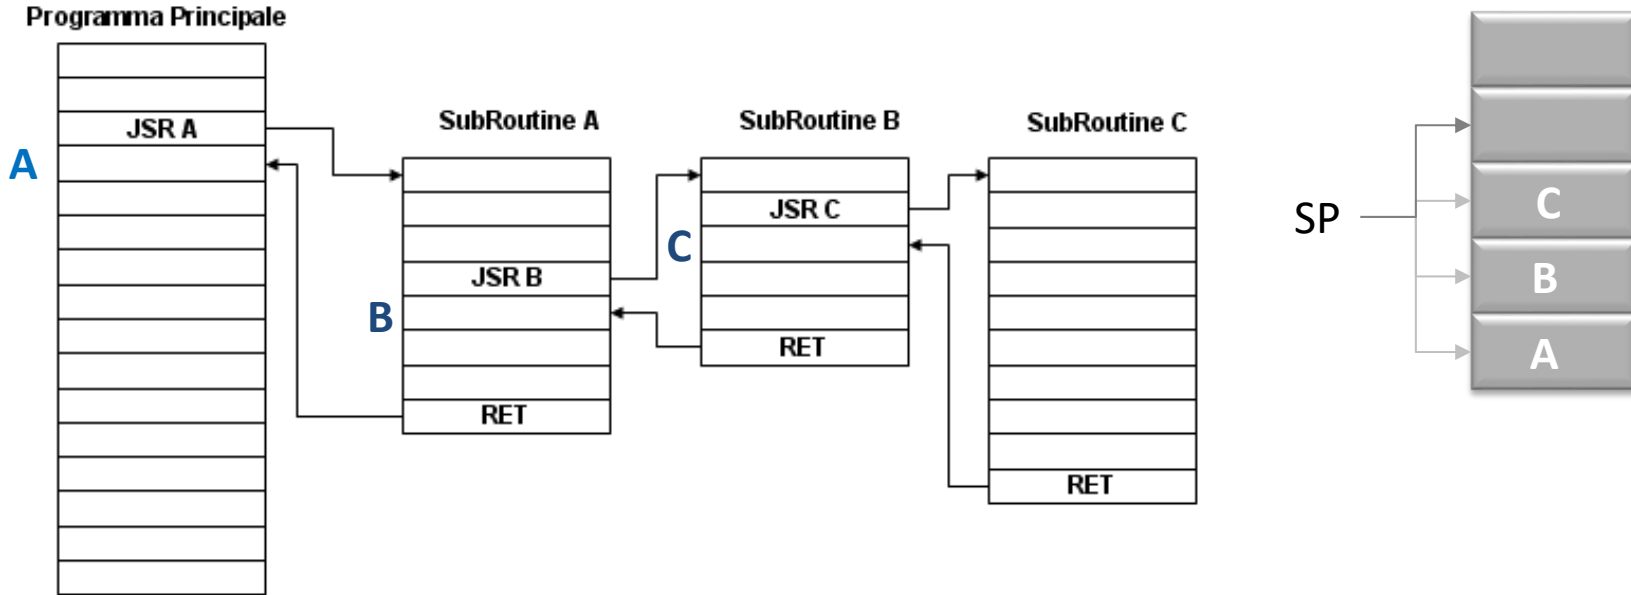 Programma Principale
JSR A
A
SubRoutine A
JSR B
B
RET
SubRoutine B
JSR C
C
RET
SubRoutine C
RET
SP
C
B
A